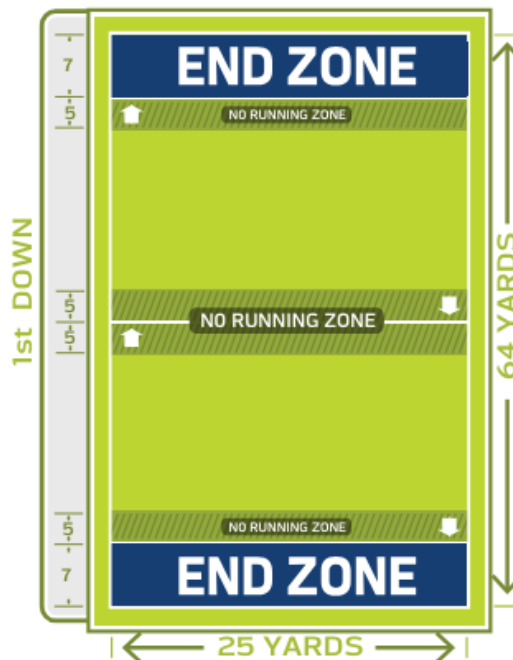 END ZONE
7
5
NO RUNNING ZONE
1st DOWN
64 YARDS
5
NO RUNNING ZONE
5
5
NO RUNNING ZONE
7
END ZONE
25 YARDS